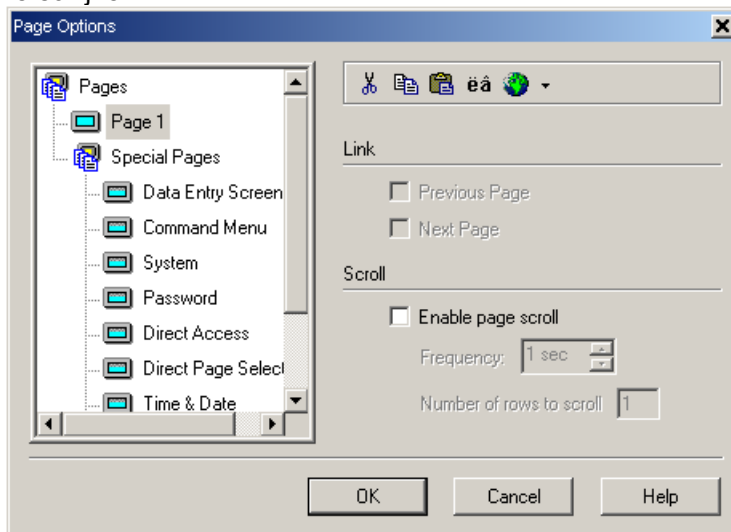 Page Options
Pages
Page 1
Special Pages
Data Entry Screen
Command Menu
System
Password
Direct Access
Direct Page Select
Time & Date
ëâ
Link
Previous Page
Next Page
Scroll
Enable page scroll
Frequency: 1 sec
Number of rows to scroll 1
OK Cancel Help